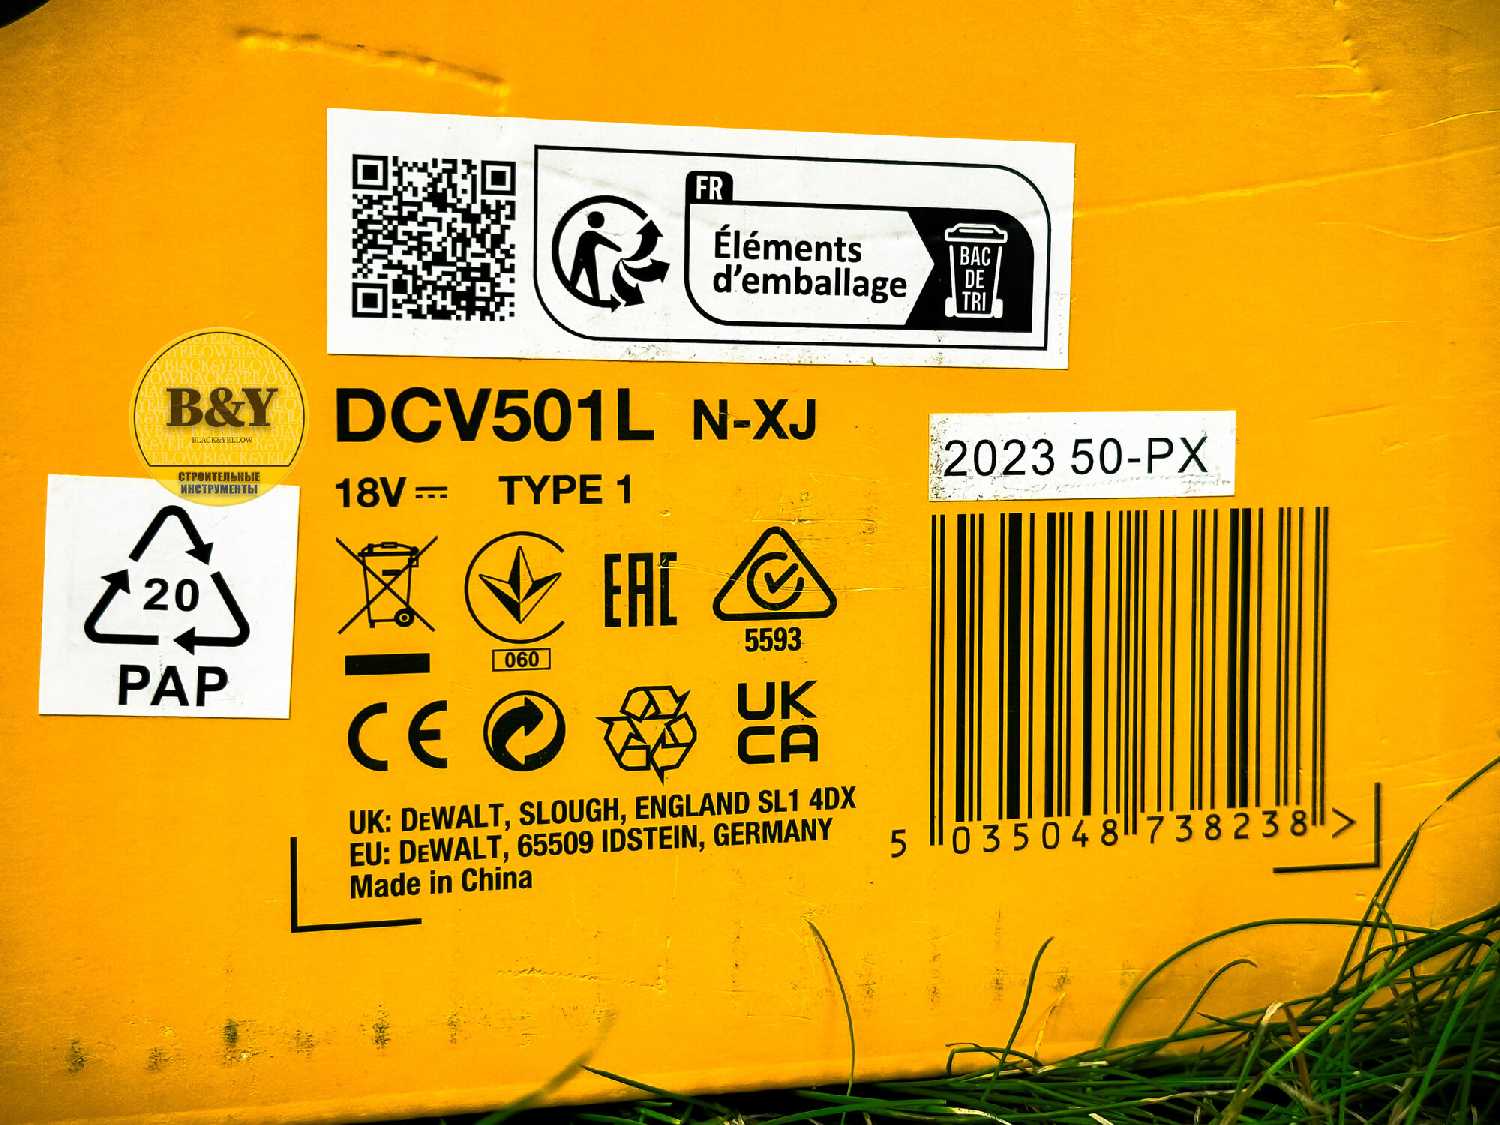 FR
Éléments
d'emballage
BAC
DE
TRI
B&Y
BLACK&YELLOW
СТРОИТЕЛЬНЫЕ
ИНСТРУМЕНТЫ
DCV501L N-XJ
2023 50-PX
18V TYPE 1
20
PAP
060
EAC
5593
CE
UK
CA
UK: DEWALT, SLOUGH, ENGLAND SL1 4DX
EU: DEWALT, 65509 IDSTEIN, GERMANY
Made in China
5 035048 738238 >